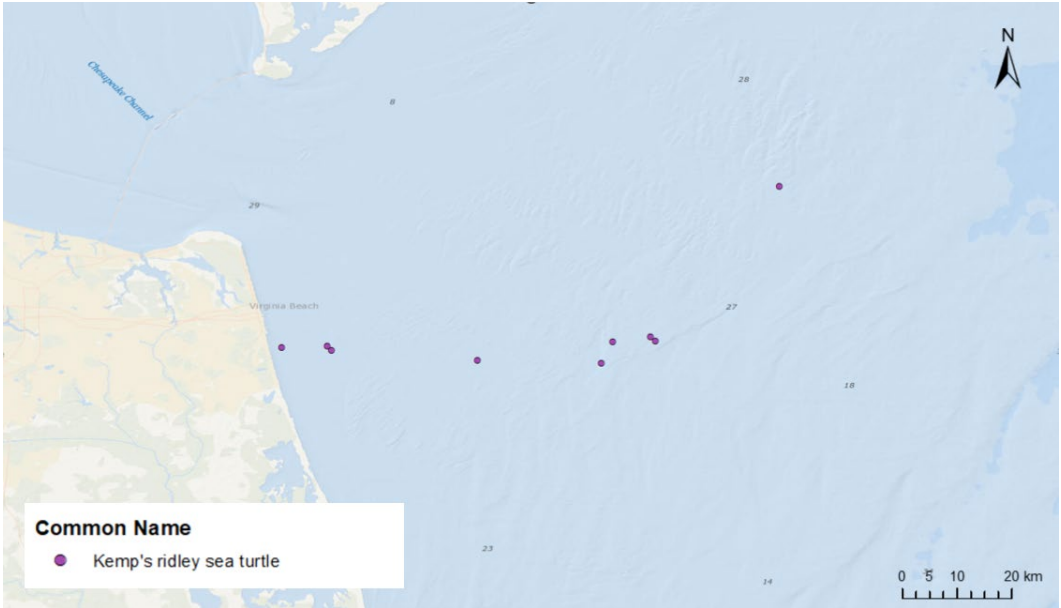 N
Chesapeake Channel
28
8
29
Virginia Beach
27
18
Common Name
Kemp's ridley sea turtle
23
14
0 5 10 20 km